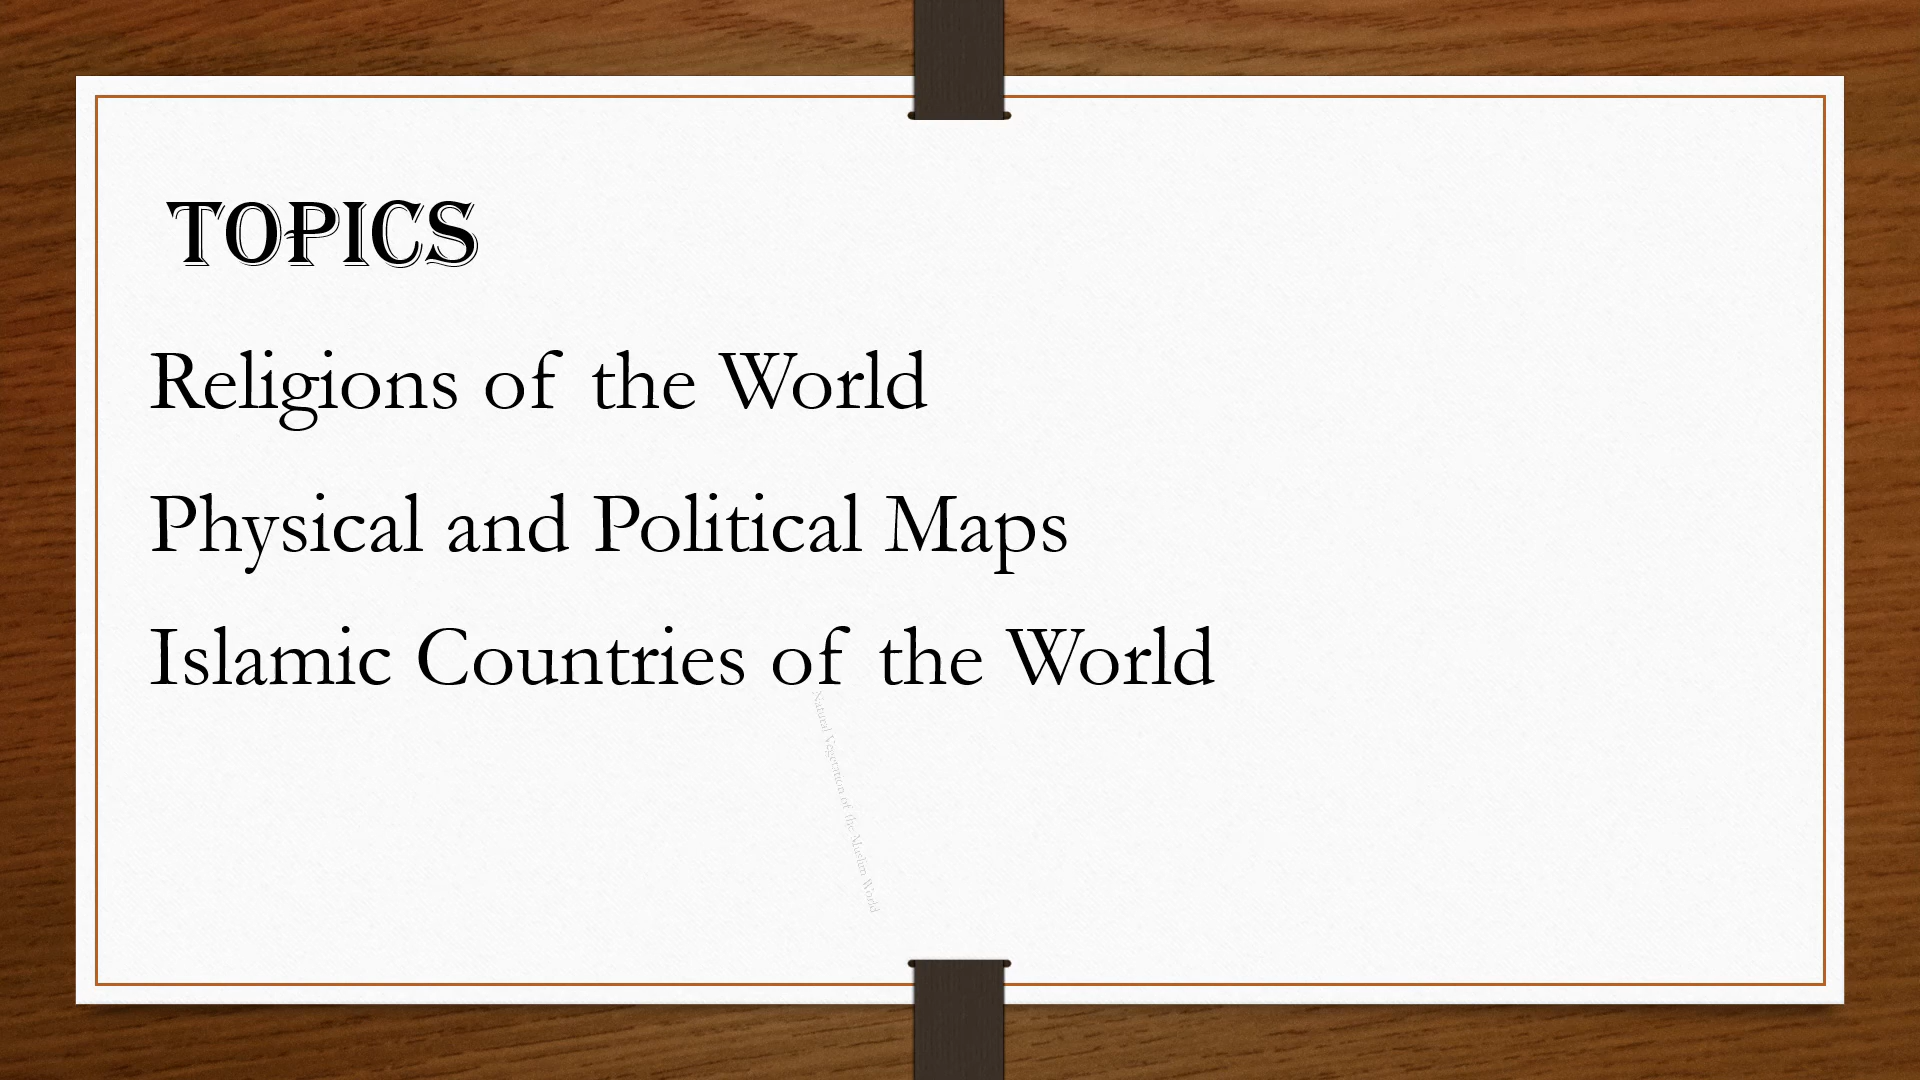 TOPICS
Religions of the World
Physical and Political Maps
Islamic Countries of the World
Natural Vegetation of the Muslim World